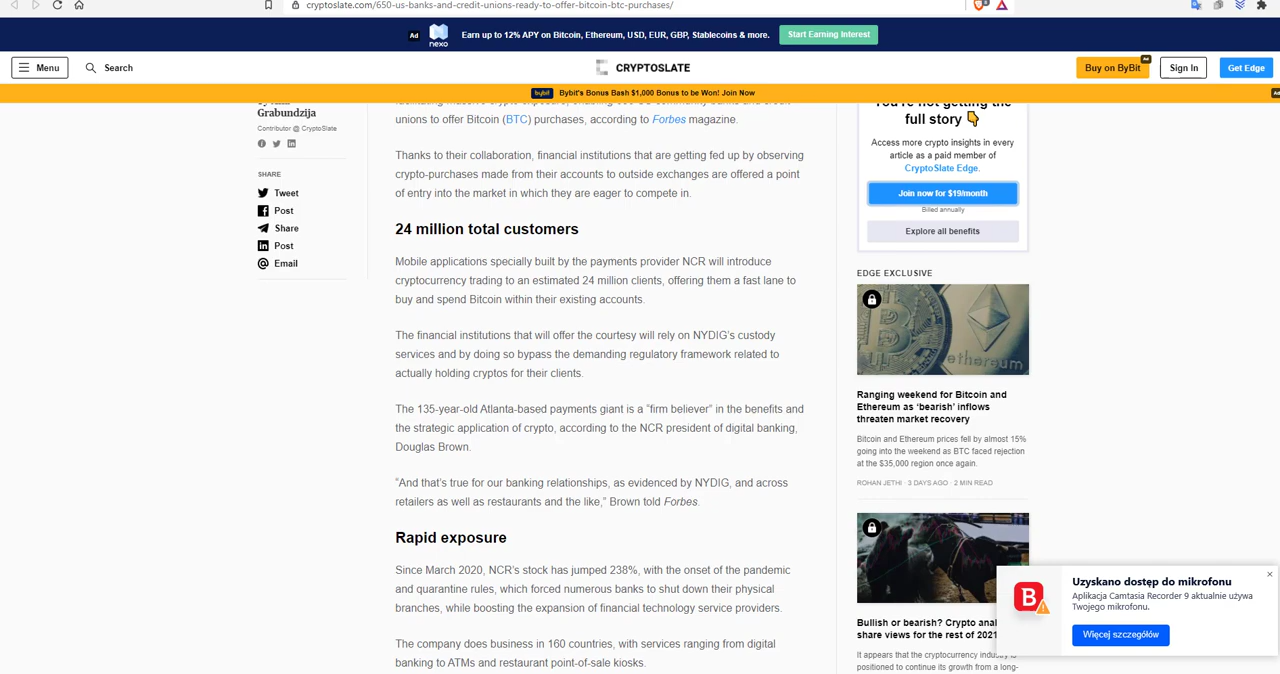 cryptoslate.com/650-us-banks-and-credit-unions-ready-to-offer-bitcoin-btc-purchases/
Ad
nexo
Earn up to 12% APY on Bitcoin, Ethereum, USD, EUR, GBP, Stablecoins & more.
Start Earning Interest
Menu
Search
CRYPTOSLATE
Buy on ByBit
Ad
Sign In
Get Edge
Bybit's Bonus Bash $1,000 Bonus to be Won! Join Now
Ad
Grabundzija
Contributor @ CryptoSlate
SHARE
Tweet
Post
Share
Post
Email
unions to offer Bitcoin (BTC) purchases, according to Forbes magazine.
Thanks to their collaboration, financial institutions that are getting fed up by observing
crypto-purchases made from their accounts to outside exchanges are offered a point
of entry into the market in which they are eager to compete in.
24 million total customers
Mobile applications specially built by the payments provider NCR will introduce
cryptocurrency trading to an estimated 24 million clients, offering them a fast lane to
buy and spend Bitcoin within their existing accounts.
The financial institutions that will offer the courtesy will rely on NYDIG's custody
services and by doing so bypass the demanding regulatory framework related to
actually holding cryptos for their clients.
The 135-year-old Atlanta-based payments giant is a "firm believer" in the benefits and
the strategic application of crypto, according to the NCR president of digital banking,
Douglas Brown.
"And that's true for our banking relationships, as evidenced by NYDIG, and across
retailers as well as restaurants and the like," Brown told Forbes.
Rapid exposure
Since March 2020, NCR's stock has jumped 238%, with the onset of the pandemic
and quarantine rules, which forced numerous banks to shut down their physical
branches, while boosting the expansion of financial technology service providers.
The company does business in 160 countries, with services ranging from digital
banking to ATMs and restaurant point-of-sale kiosks.
You're not getting the
full story
Access more crypto insights in every
article as a paid member of
CryptoSlate Edge.
Join now for $19/month
Billed annually
Explore all benefits
EDGE EXCLUSIVE
ethereum
Ranging weekend for Bitcoin and
Ethereum as 'bearish' inflows
threaten market recovery
Bitcoin and Ethereum prices fell by almost 15%
going into the weekend as BTC faced rejection
at the $35,000 region once again.
ROHAN JETHI · 3 DAYS AGO · 2 MIN READ
Bullish or bearish? Crypto
share views for the rest of 2021
It appears that the cryptocurrency
positioned to continue its growth from a long-
B
Uzyskano dostęp do mikrofonu
Aplikacja Camtasia Recorder 9 aktualnie używa
Twojego mikrofonu.
Więcej szczegółów